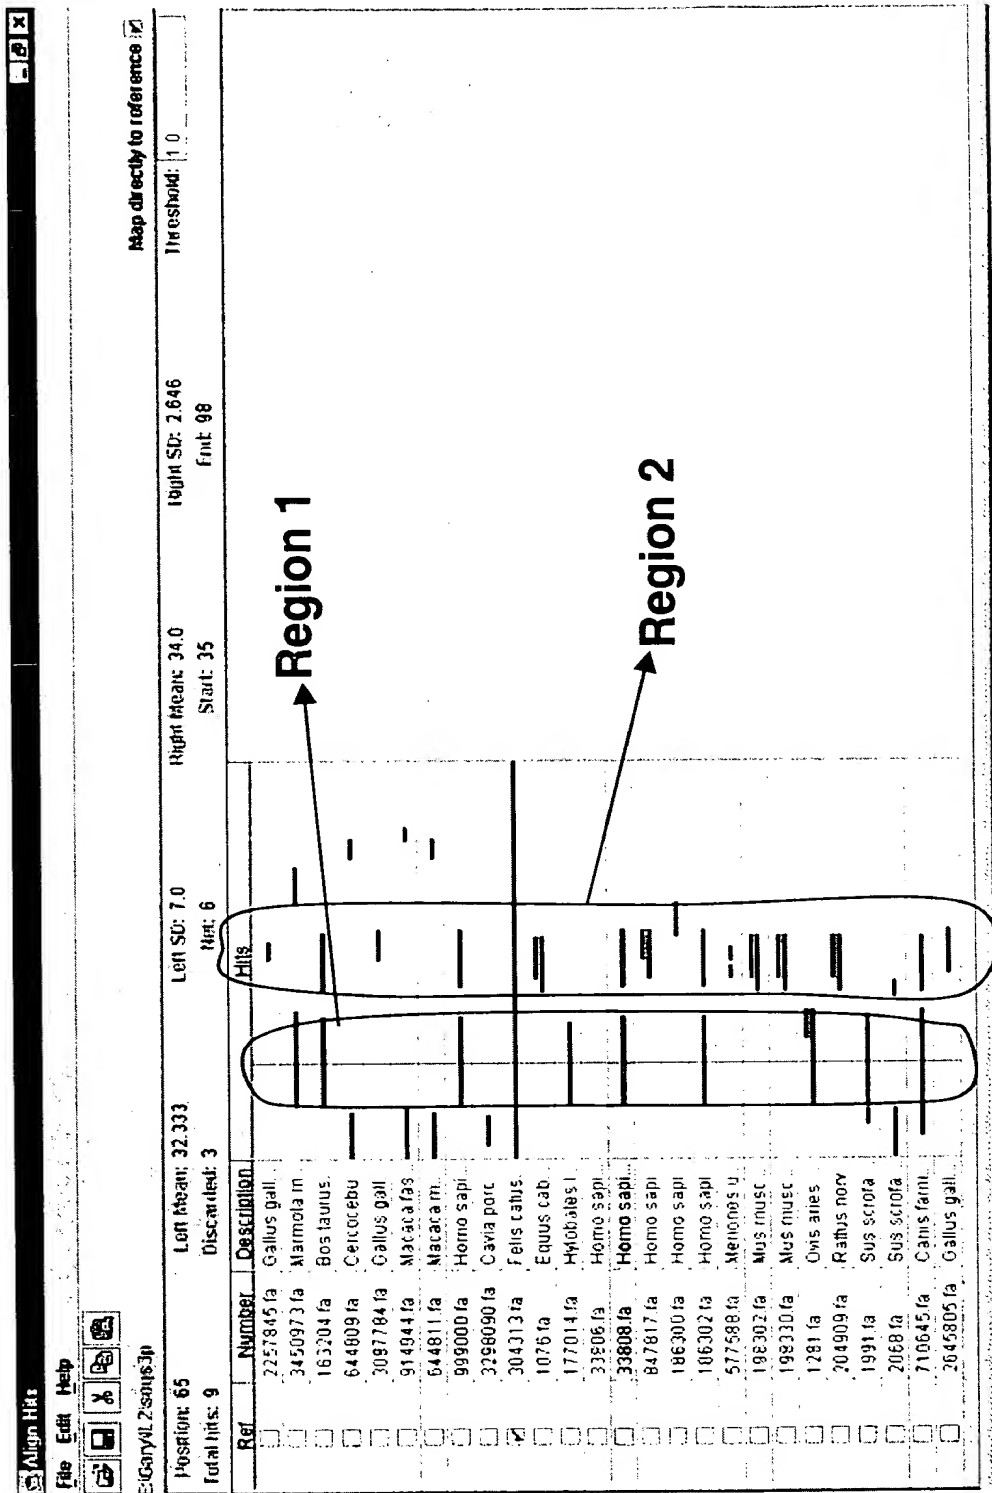 Align Hits
File Edit Help
Map directly to reference
Position: 65 Left Mean: 32.333 Left SD: 7.0 Right Mean: 34.0 Right SD: 2.646 Threshold: 1.0
Total hits: 9 Discarded: 3 Net: 6 Start: 35 End: 98
Ref Number Description Hits
2257845.fa Gallus gall
3450973.fa Marmota m
163204.fa Bos taurus.
644809.fa Cercocebu
3097784.fa Gallus gall
914944.fa Macaca fas
644811.fa Macaca m
999000.fa Homo sapi
3298090.fa Cavia porc
304313.fa Felis catus.
1076.fa Equus cab
177014.fa Hylobates l
33906.fa Homo sapi
33808.fa Homo sapi...
847817.fa Homo sapi
186300.fa Homo sapi
186302.fa Homo sapi
577588.fa Meriones u
198302.fa Mus musc
198330.fa Mus musc
1281.fa Ovis aries
204909.fa Rattus norv
1991.fa Sus scrofa
2068.fa Sus scrofa
710645.fa Canis famil
2645805.fa Gallus gall
Region 1
Region 2